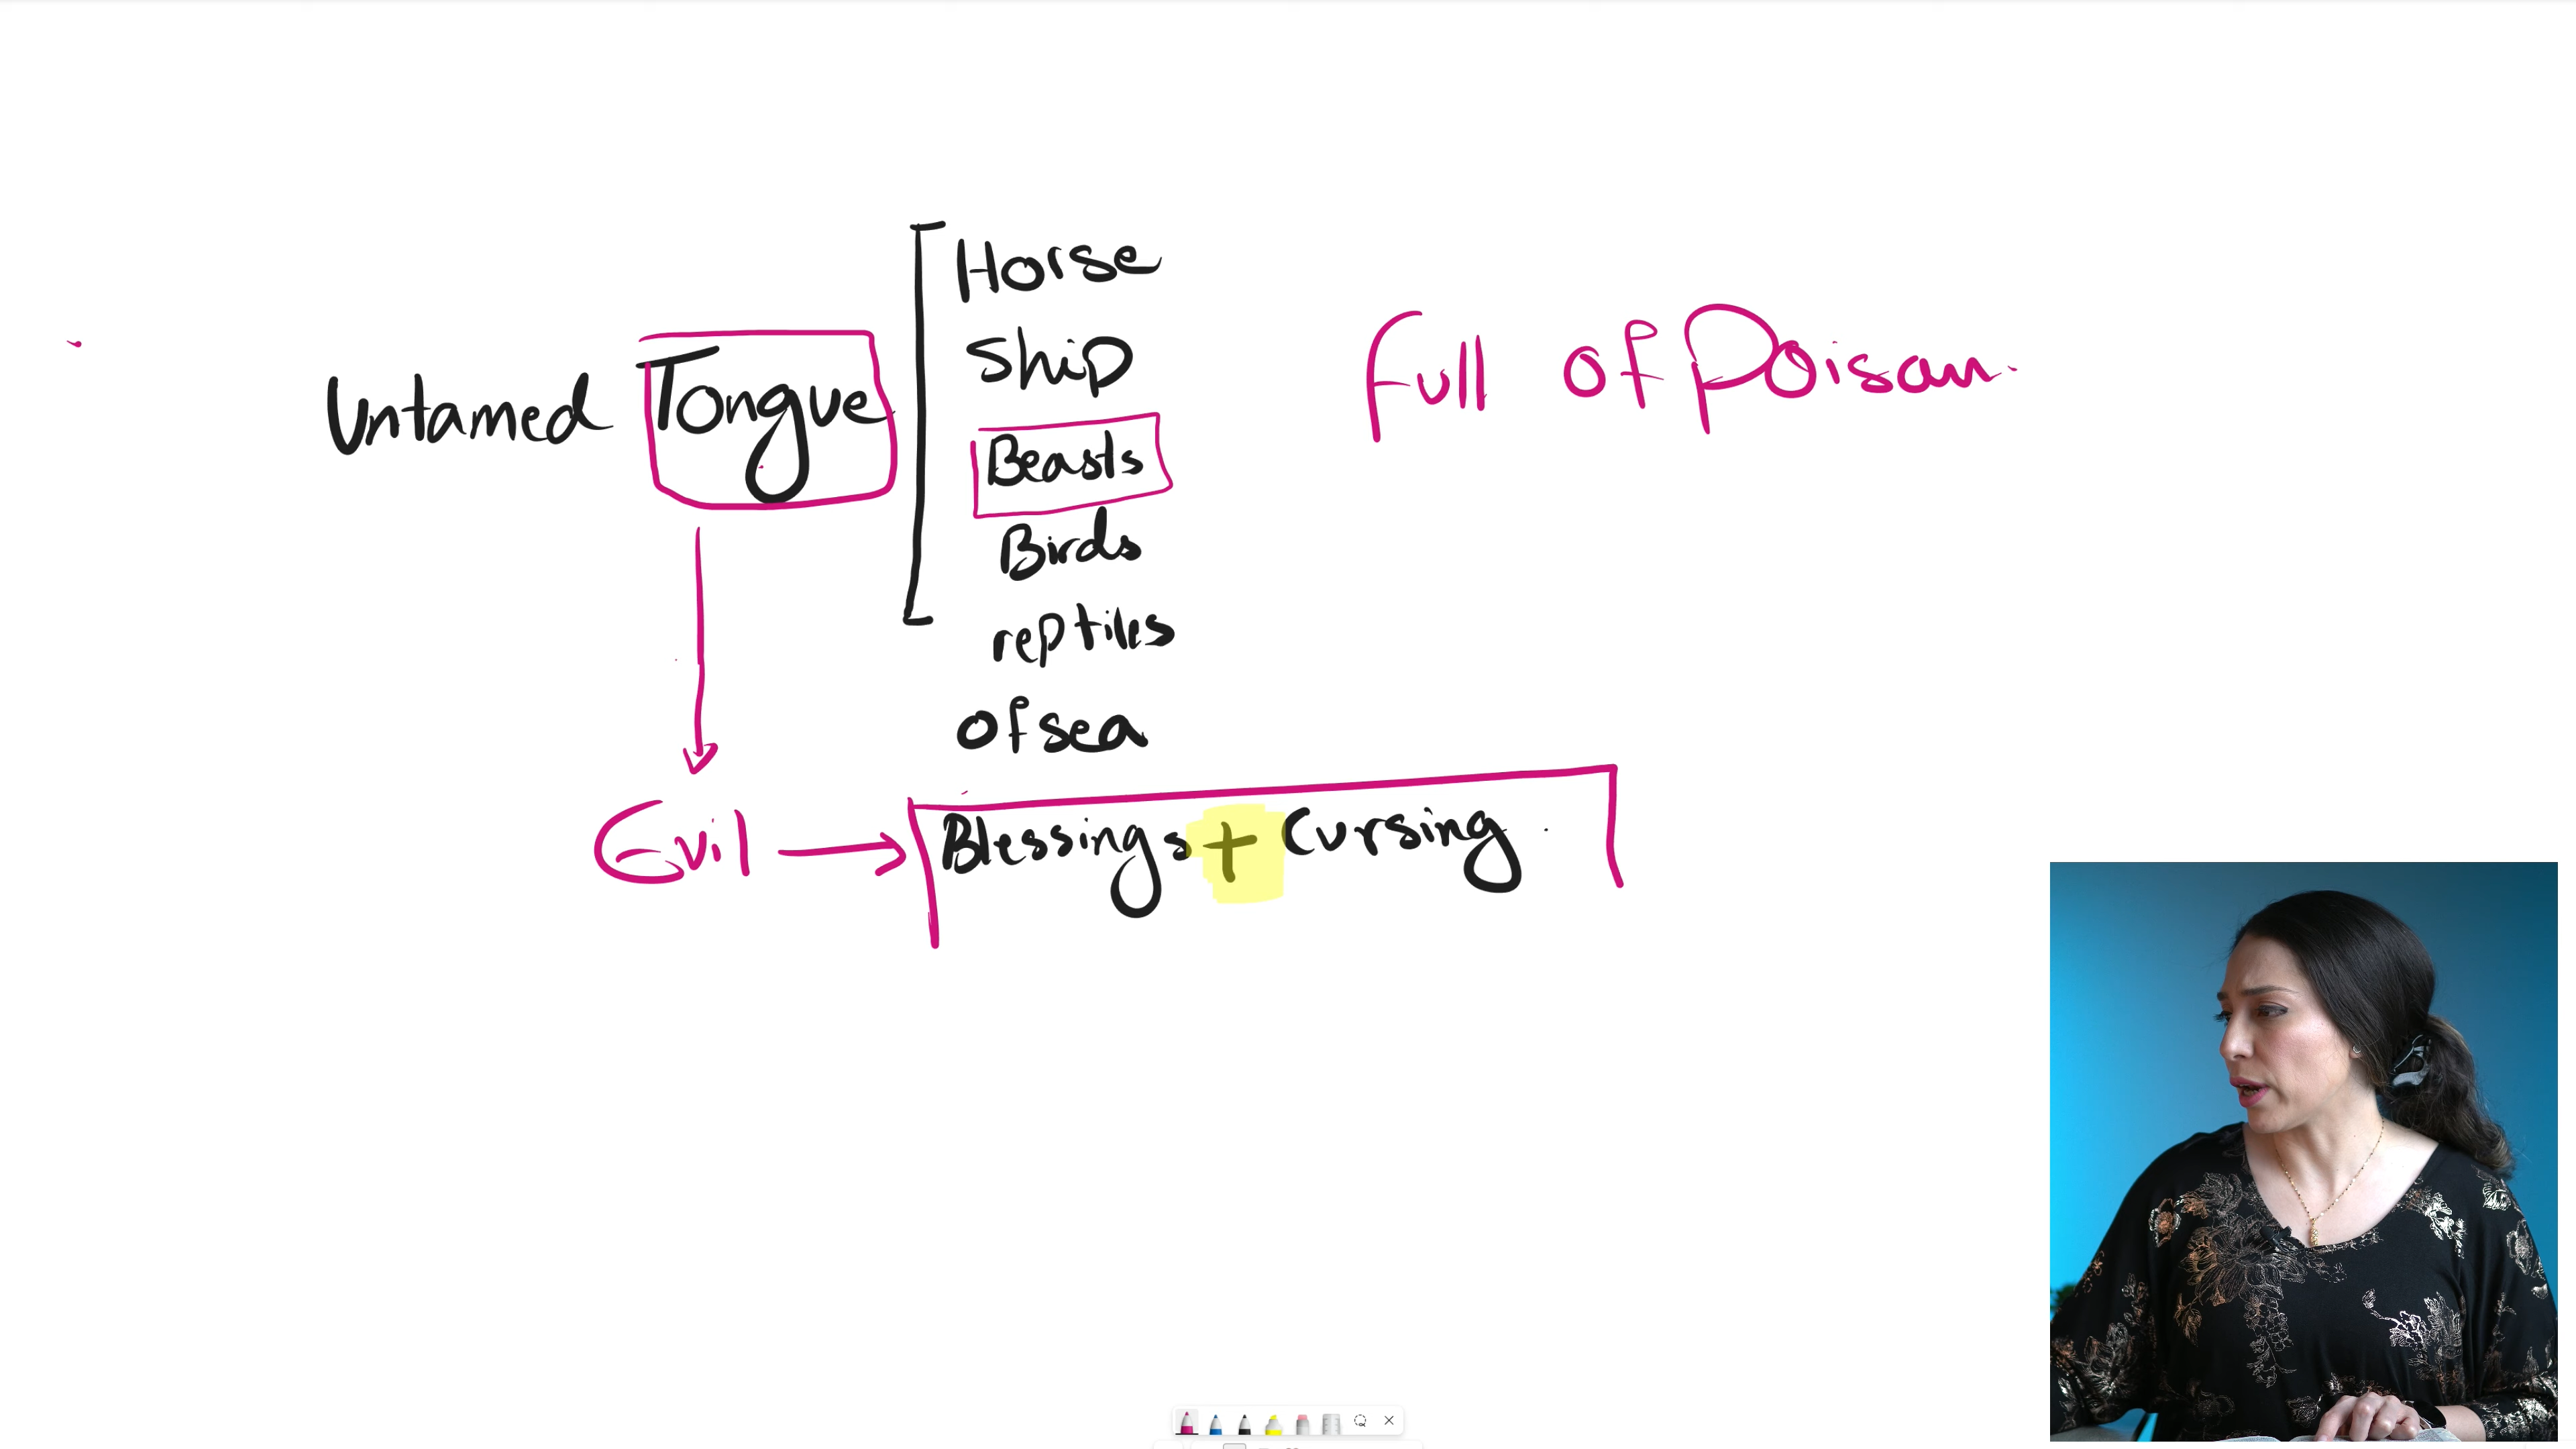 Horse
Ship
Full of Poison.
Untamed Tongue
Beasts
Birds
reptiles
of sea
Evil → Blessings + Cursing.